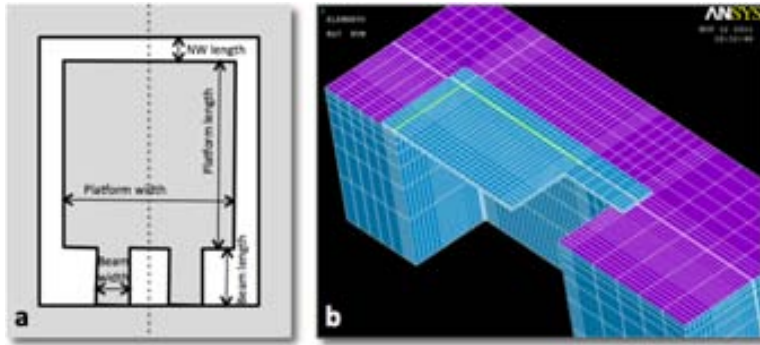 NW length
Platform length
Platform width
Beam width
Beam length
a
ANSYS
b